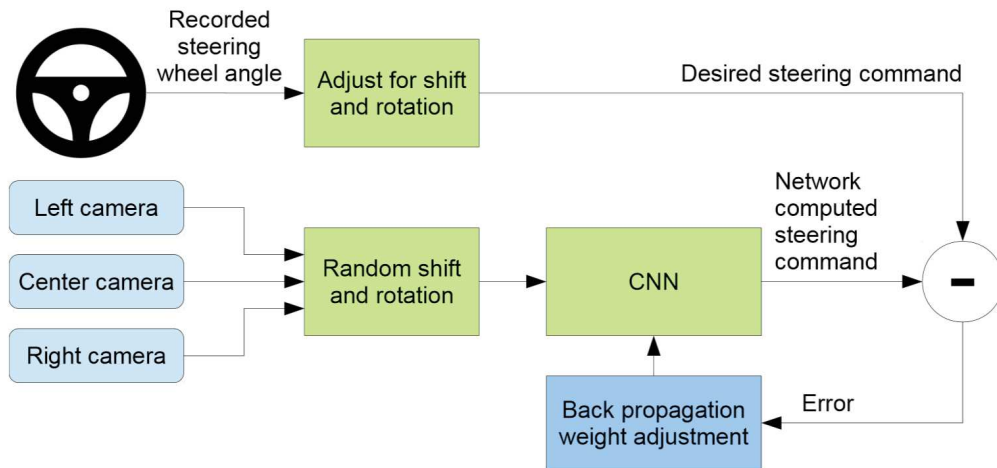 Recorded
steering
wheel angle
Adjust for shift
and rotation
Desired steering command
Left camera
Center camera
Right camera
Random shift
and rotation
CNN
Network
computed
steering
command
-
Back propagation
weight adjustment
Error